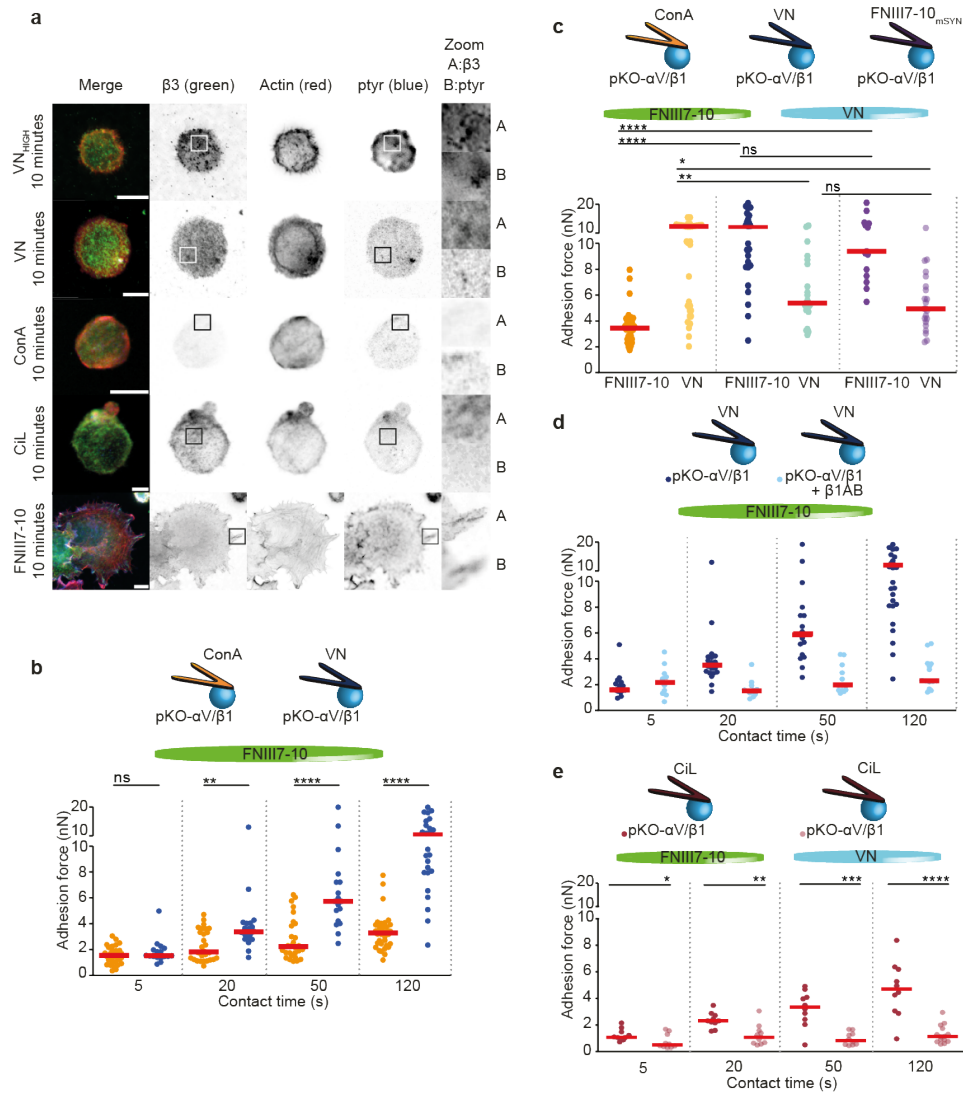 a
Merge
β3 (green)
Actin (red)
ptyr (blue)
Zoom
A:β3
B:ptyr
VNHIGH
10 minutes
A
B
VN
10 minutes
A
B
ConA
10 minutes
A
B
CiL
10 minutes
A
B
FNIII7-10
10 minutes
A
B
b
ConA
VN
pKO-αV/β1
pKO-αV/β1
FNIII7-10
ns
**
****
****
Adhesion force (nN)
20
10
8
6
4
2
0
5
20
50
120
Contact time (s)
c
ConA
VN
FNIII7-10mSYN
pKO-αV/β1
pKO-αV/β1
pKO-αV/β1
FNIII7-10
VN
****
****
ns
*
**
ns
Adhesion force (nN)
20
10
8
6
4
2
0
FNIII7-10
VN
FNIII7-10
VN
FNIII7-10
VN
d
VN
VN
pKO-αV/β1
pKO-αV/β1
+ β1AB
FNIII7-10
Adhesion force (nN)
20
10
8
6
4
2
0
5
20
50
120
Contact time (s)
e
CiL
CiL
pKO-αV/β1
pKO-αV/β1
FNIII7-10
VN
*
**
***
****
Adhesion force (nN)
20
10
8
6
4
2
0
5
20
50
120
Contact time (s)